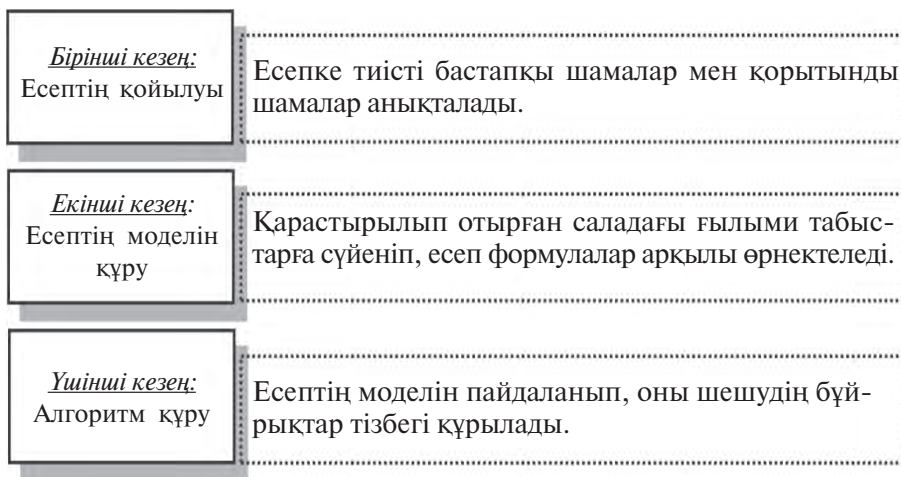 Бірінші кезең:
Есептің қойылуы
Есепке тиісті бастапқы шамалар мен қорытынды
шамалар анықталады.
Екінші кезең:
Есептің моделін
құру
Қарастырылып отырған саладағы ғылыми табыс-
тарға сүйеніп, есеп формулалар арқылы өрнектеледі.
Үшінші кезең:
Алгоритм құру
Есептің моделін пайдаланып, оны шешудің бұй-
рықтар тізбегі құрылады.